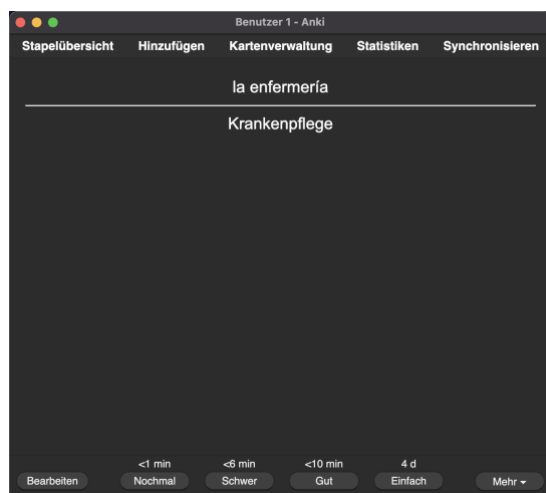 Benutzer 1 - Anki
Stapelübersicht Hinzufügen Kartenverwaltung Statistiken Synchronisieren
la enfermería
Krankenpflege
<1 min <6 min <10 min 4 d
Bearbeiten Nochmal Schwer Gut Einfach Mehr